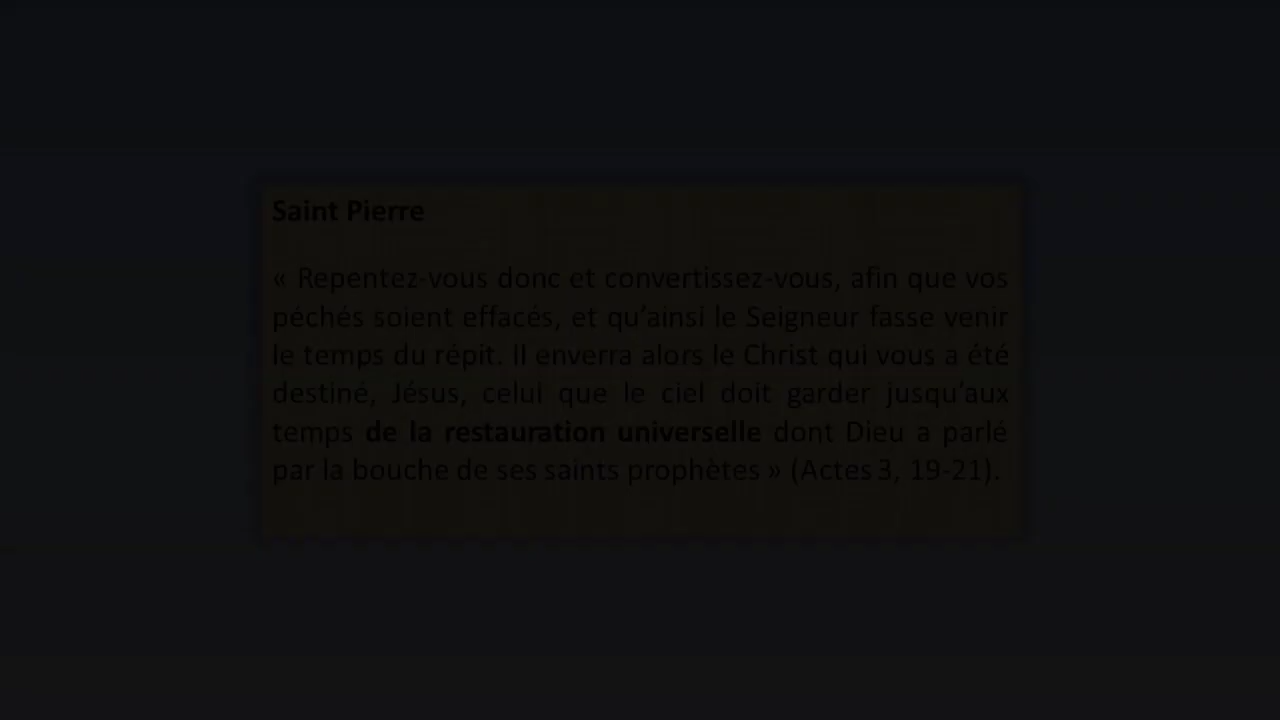 Saint Pierre
« Repentez-vous donc et convertissez-vous, afin que vos
péchés soient effacés, et qu’ainsi le Seigneur fasse venir
le temps du répit. Il enverra alors le Christ qui vous a été
destiné, Jésus, celui que le ciel doit garder jusqu’aux
temps de la restauration universelle dont Dieu a parlé
par la bouche de ses saints prophètes » (Actes 3, 19-21).